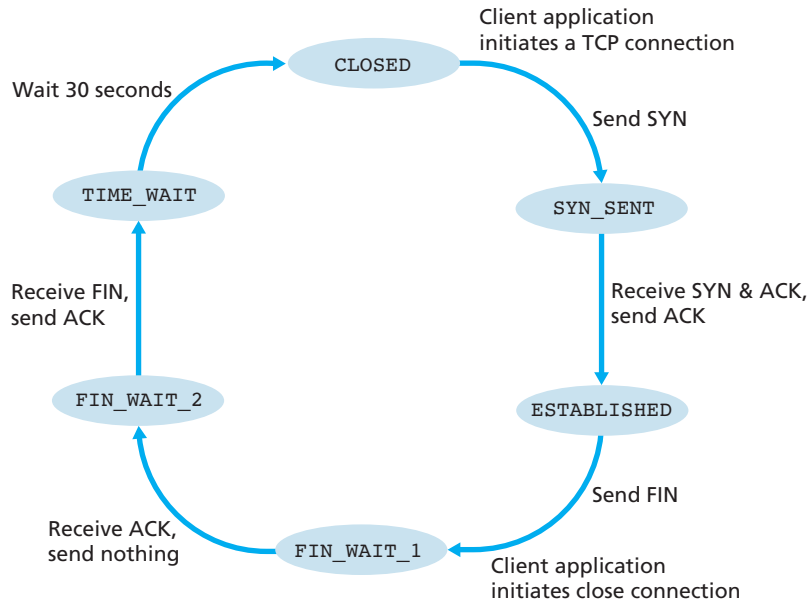 Client application
initiates a TCP connection
CLOSED
Wait 30 seconds
Send SYN
TIME_WAIT
SYN_SENT
Receive FIN,
send ACK
Receive SYN & ACK,
send ACK
FIN_WAIT_2
ESTABLISHED
Send FIN
Receive ACK,
send nothing
FIN_WAIT_1
Client application
initiates close connection